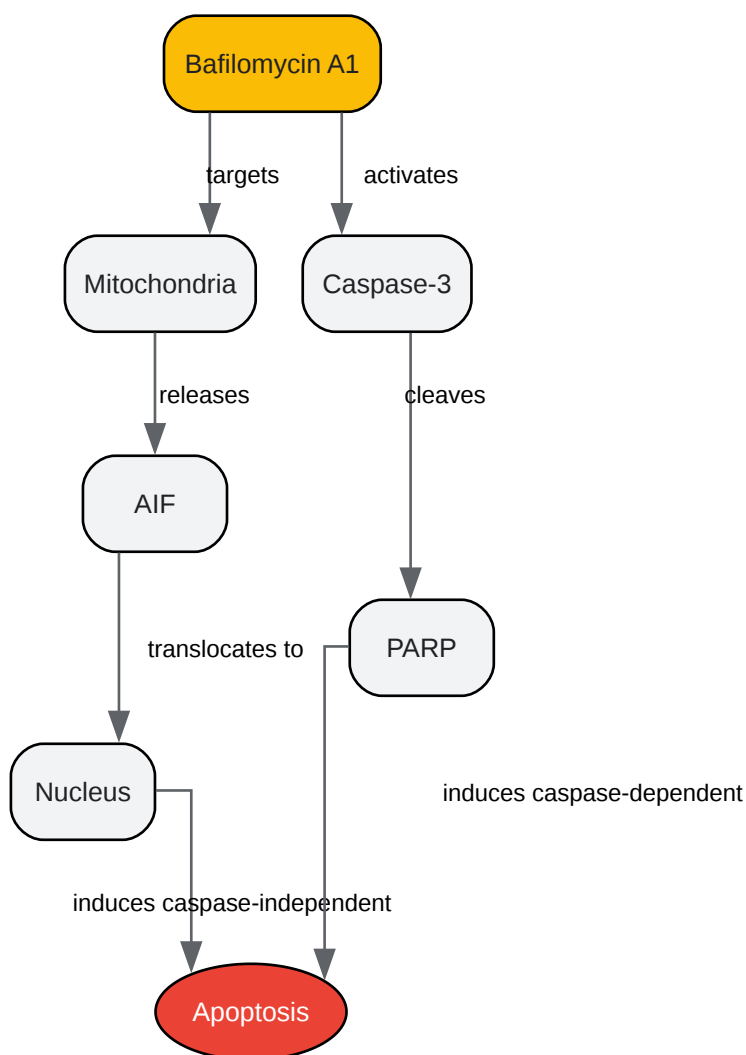 Bafilomycin A1
targets
activates
Mitochondria
Caspase-3
releases
cleaves
AIF
translocates to
PARP
Nucleus
induces caspase-dependent
induces caspase-independent
Apoptosis